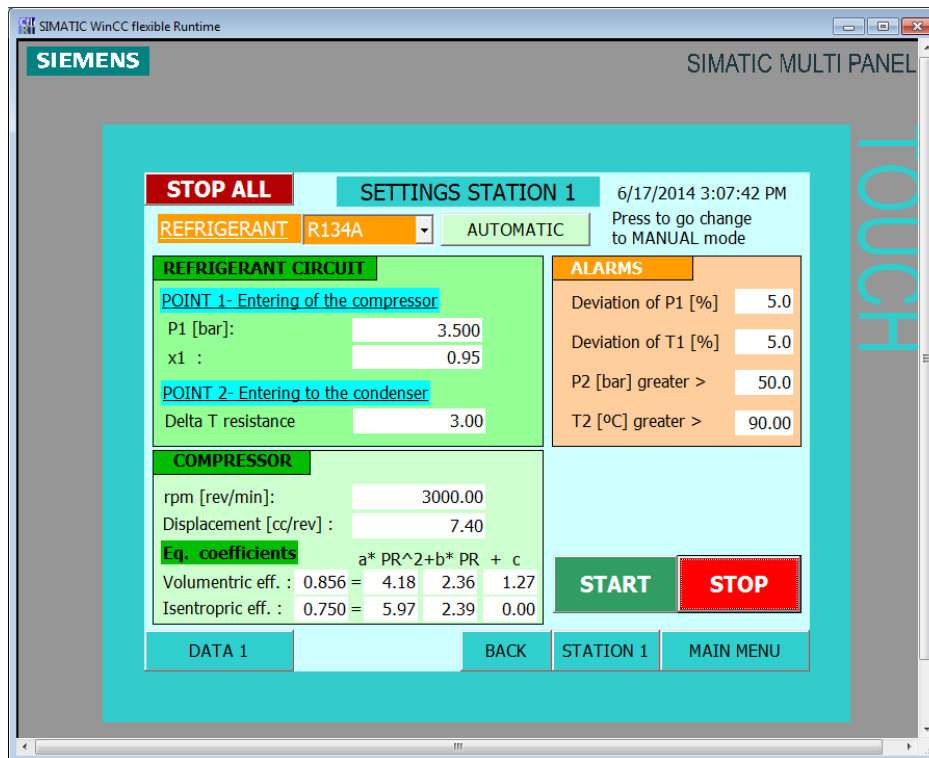 SIMATIC WinCC flexible Runtime
SIEMENS
SIMATIC MULTI PANEL
TOUCH
STOP ALL
SETTINGS STATION 1
6/17/2014 3:07:42 PM
REFRIGERANT
R134A
AUTOMATIC
Press to go change
to MANUAL mode
REFRIGERANT CIRCUIT
POINT 1- Entering of the compressor
P1 [bar]: 3.500
x1 : 0.95
POINT 2- Entering to the condenser
Delta T resistance 3.00
ALARMS
Deviation of P1 [%] 5.0
Deviation of T1 [%] 5.0
P2 [bar] greater > 50.0
T2 [ºC] greater > 90.00
COMPRESSOR
rpm [rev/min]: 3000.00
Displacement [cc/rev] : 7.40
Eq. coefficients a* PR^2+b* PR + c
Volumentric eff. : 0.856 = 4.18 2.36 1.27
Isentropric eff. : 0.750 = 5.97 2.39 0.00
START
STOP
DATA 1
BACK
STATION 1
MAIN MENU